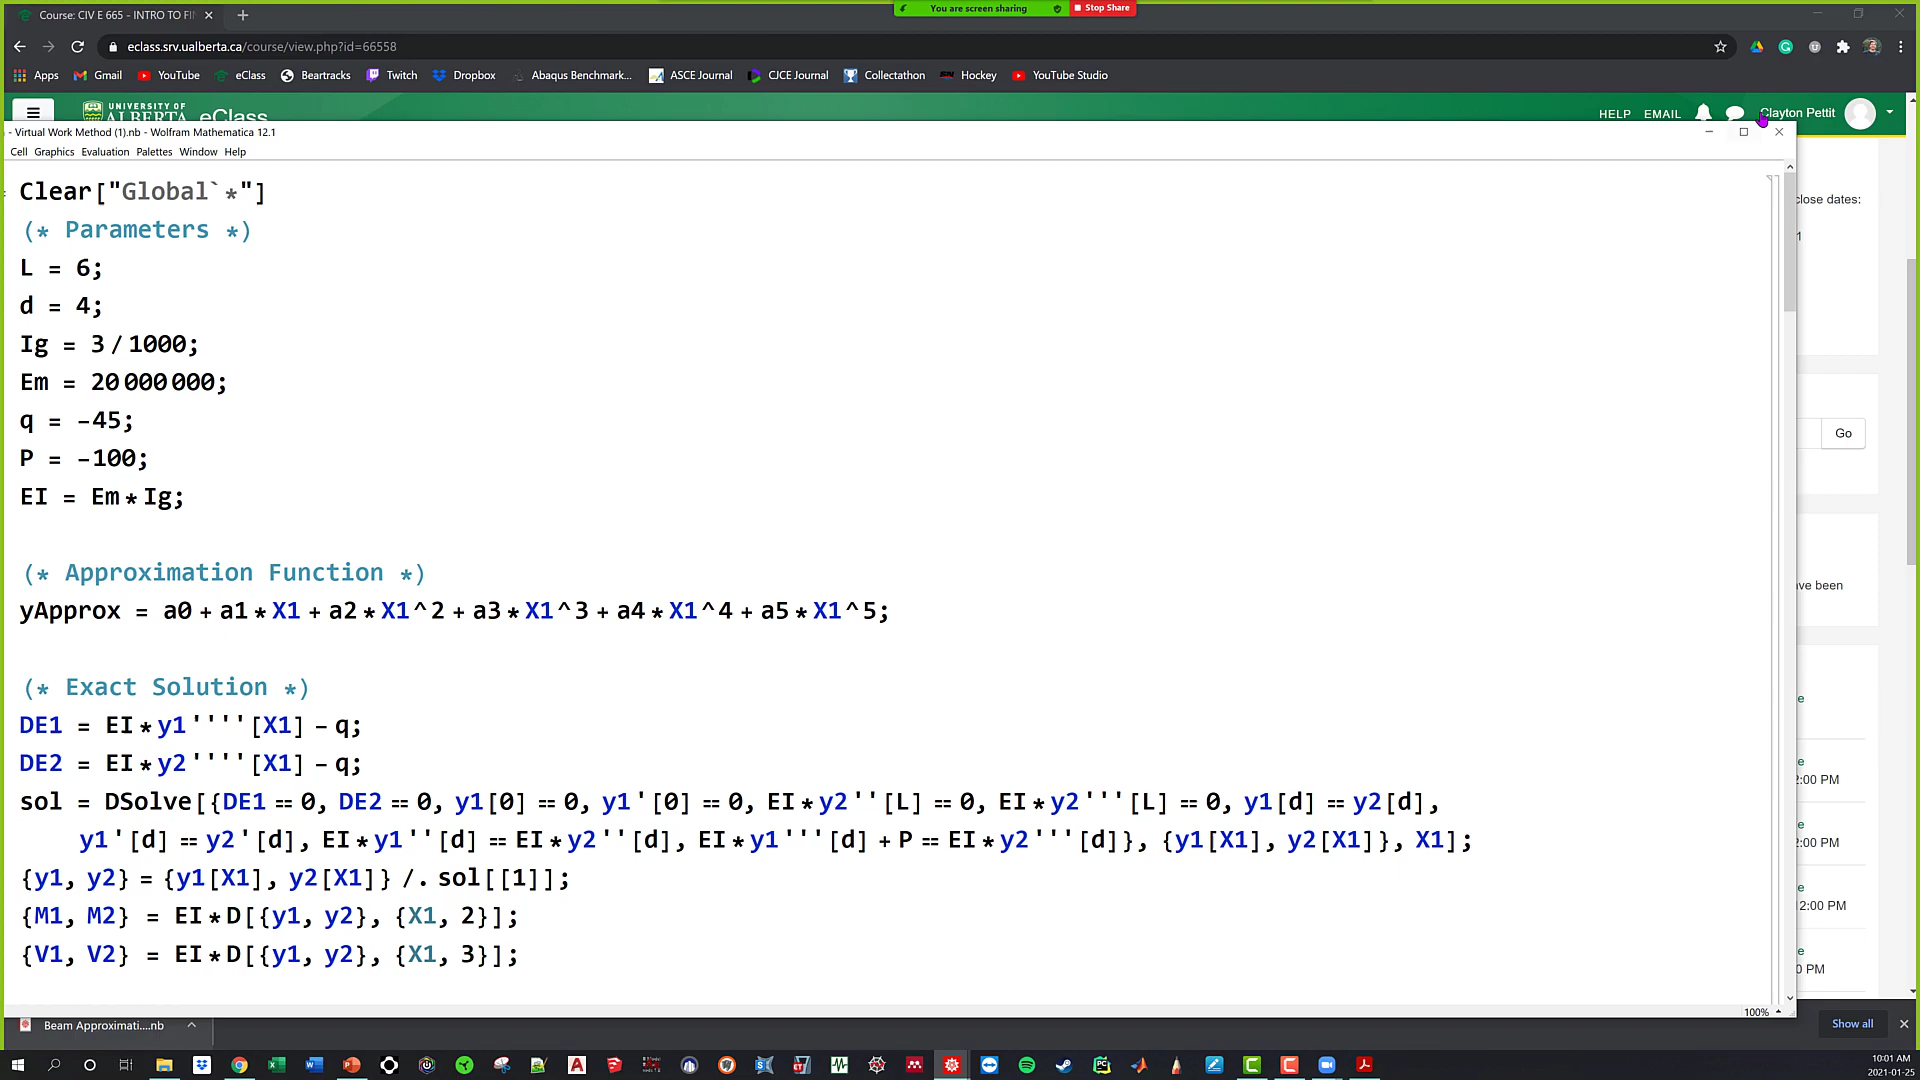 Course: CIV E 665 - INTRO TO FI
You are screen sharing
Stop Share
eclass.srv.ualberta.ca/course/view.php?id=66558
Apps
Gmail
YouTube
eClass
Beartracks
Twitch
Dropbox
Abaqus Benchmark...
ASCE Journal
CJCE Journal
Collectathon
Hockey
YouTube Studio
UNIVERSITY OF
ALBERTA
eClass
HELP
EMAIL
Clayton Pettit
- Virtual Work Method (1).nb - Wolfram Mathematica 12.1
Cell Graphics Evaluation Palettes Window Help
Clear["Global`*"]
(* Parameters *)
L = 6;
d = 4;
Ig = 3/1000;
Em = 20000000;
q = -45;
P = -100;
EI = Em*Ig;
(* Approximation Function *)
yApprox = a0 + a1*X1 + a2*X1^2 + a3*X1^3 + a4*X1^4 + a5*X1^5;
(* Exact Solution *)
DE1 = EI*y1''''[X1] - q;
DE2 = EI*y2''''[X1] - q;
sol = DSolve[{DE1 == 0, DE2 == 0, y1[0] == 0, y1'[0] == 0, EI*y2''[L] == 0, EI*y2'''[L] == 0, y1[d] == y2[d],
y1'[d] == y2'[d], EI*y1''[d] == EI*y2''[d], EI*y1'''[d] + P == EI*y2'''[d]}, {y1[X1], y2[X1]}, X1];
{y1, y2} = {y1[X1], y2[X1]} /. sol[[1]];
{M1, M2} = EI*D[{y1, y2}, {X1, 2}];
{V1, V2} = EI*D[{y1, y2}, {X1, 3}];
100%
close dates:
1
Go
ve been
e
e
2:00 PM
e
2:00 PM
e
12:00 PM
e
0 PM
Beam Approximati....nb
Show all
10:01 AM
2021-01-25